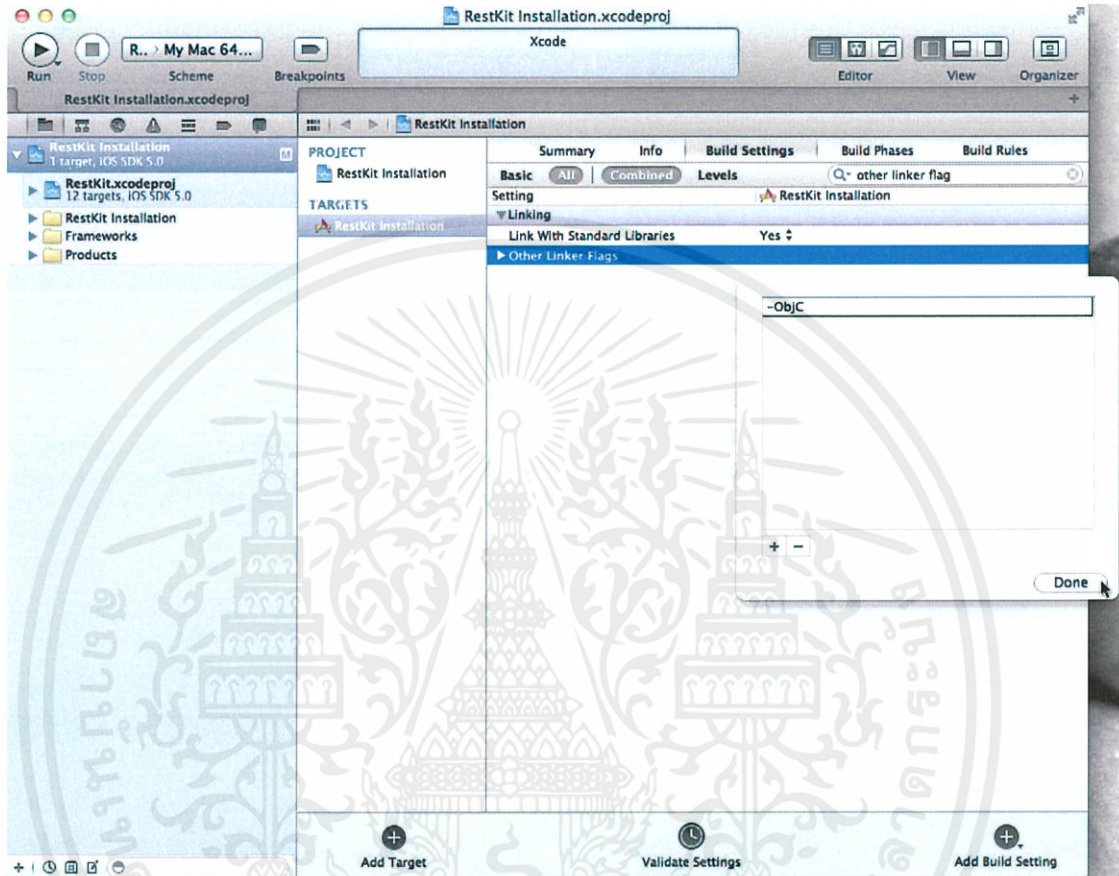 RestKit Installation.xcodeproj
R.. › My Mac 64...
Xcode
Run Stop Scheme Breakpoints Editor View Organizer
RestKit Installation.xcodeproj
RestKit Installation
RestKit Installation
1 target, iOS SDK 5.0
M
RestKit.xcodeproj
12 targets, iOS SDK 5.0
RestKit Installation
Frameworks
Products
PROJECT
RestKit Installation
TARGETS
RestKit Installation
Summary Info Build Settings Build Phases Build Rules
Basic All Combined Levels other linker flag
Setting RestKit Installation
Linking
Link With Standard Libraries Yes
Other Linker Flags
-ObjC
+ −
Done
Add Target Validate Settings Add Build Setting